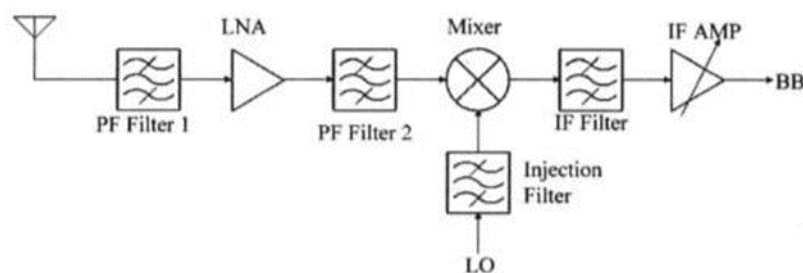 LNA
Mixer
IF AMP
PF Filter 1
PF Filter 2
IF Filter
BB
Injection
Filter
LO